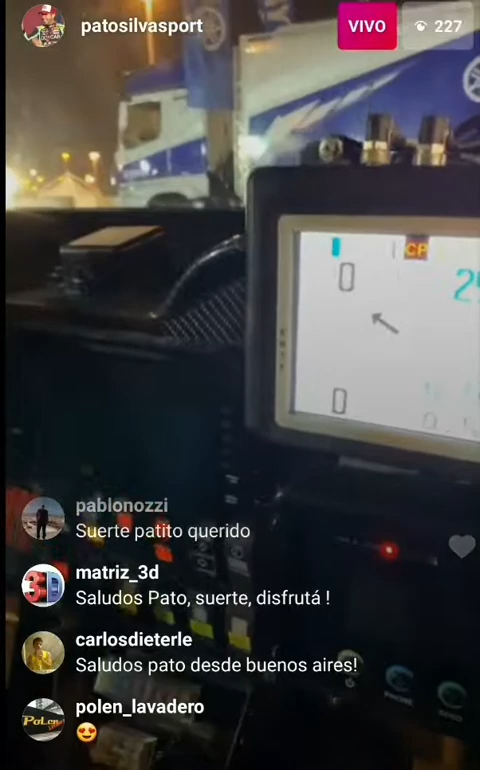 patosilvasport
VIVO
227
0
CP
0
pablonozzi
Suerte patito querido
matriz_3d
Saludos Pato, suerte, disfrutá !
carlosdieterle
Saludos pato desde buenos aires!
polen_lavadero
😍